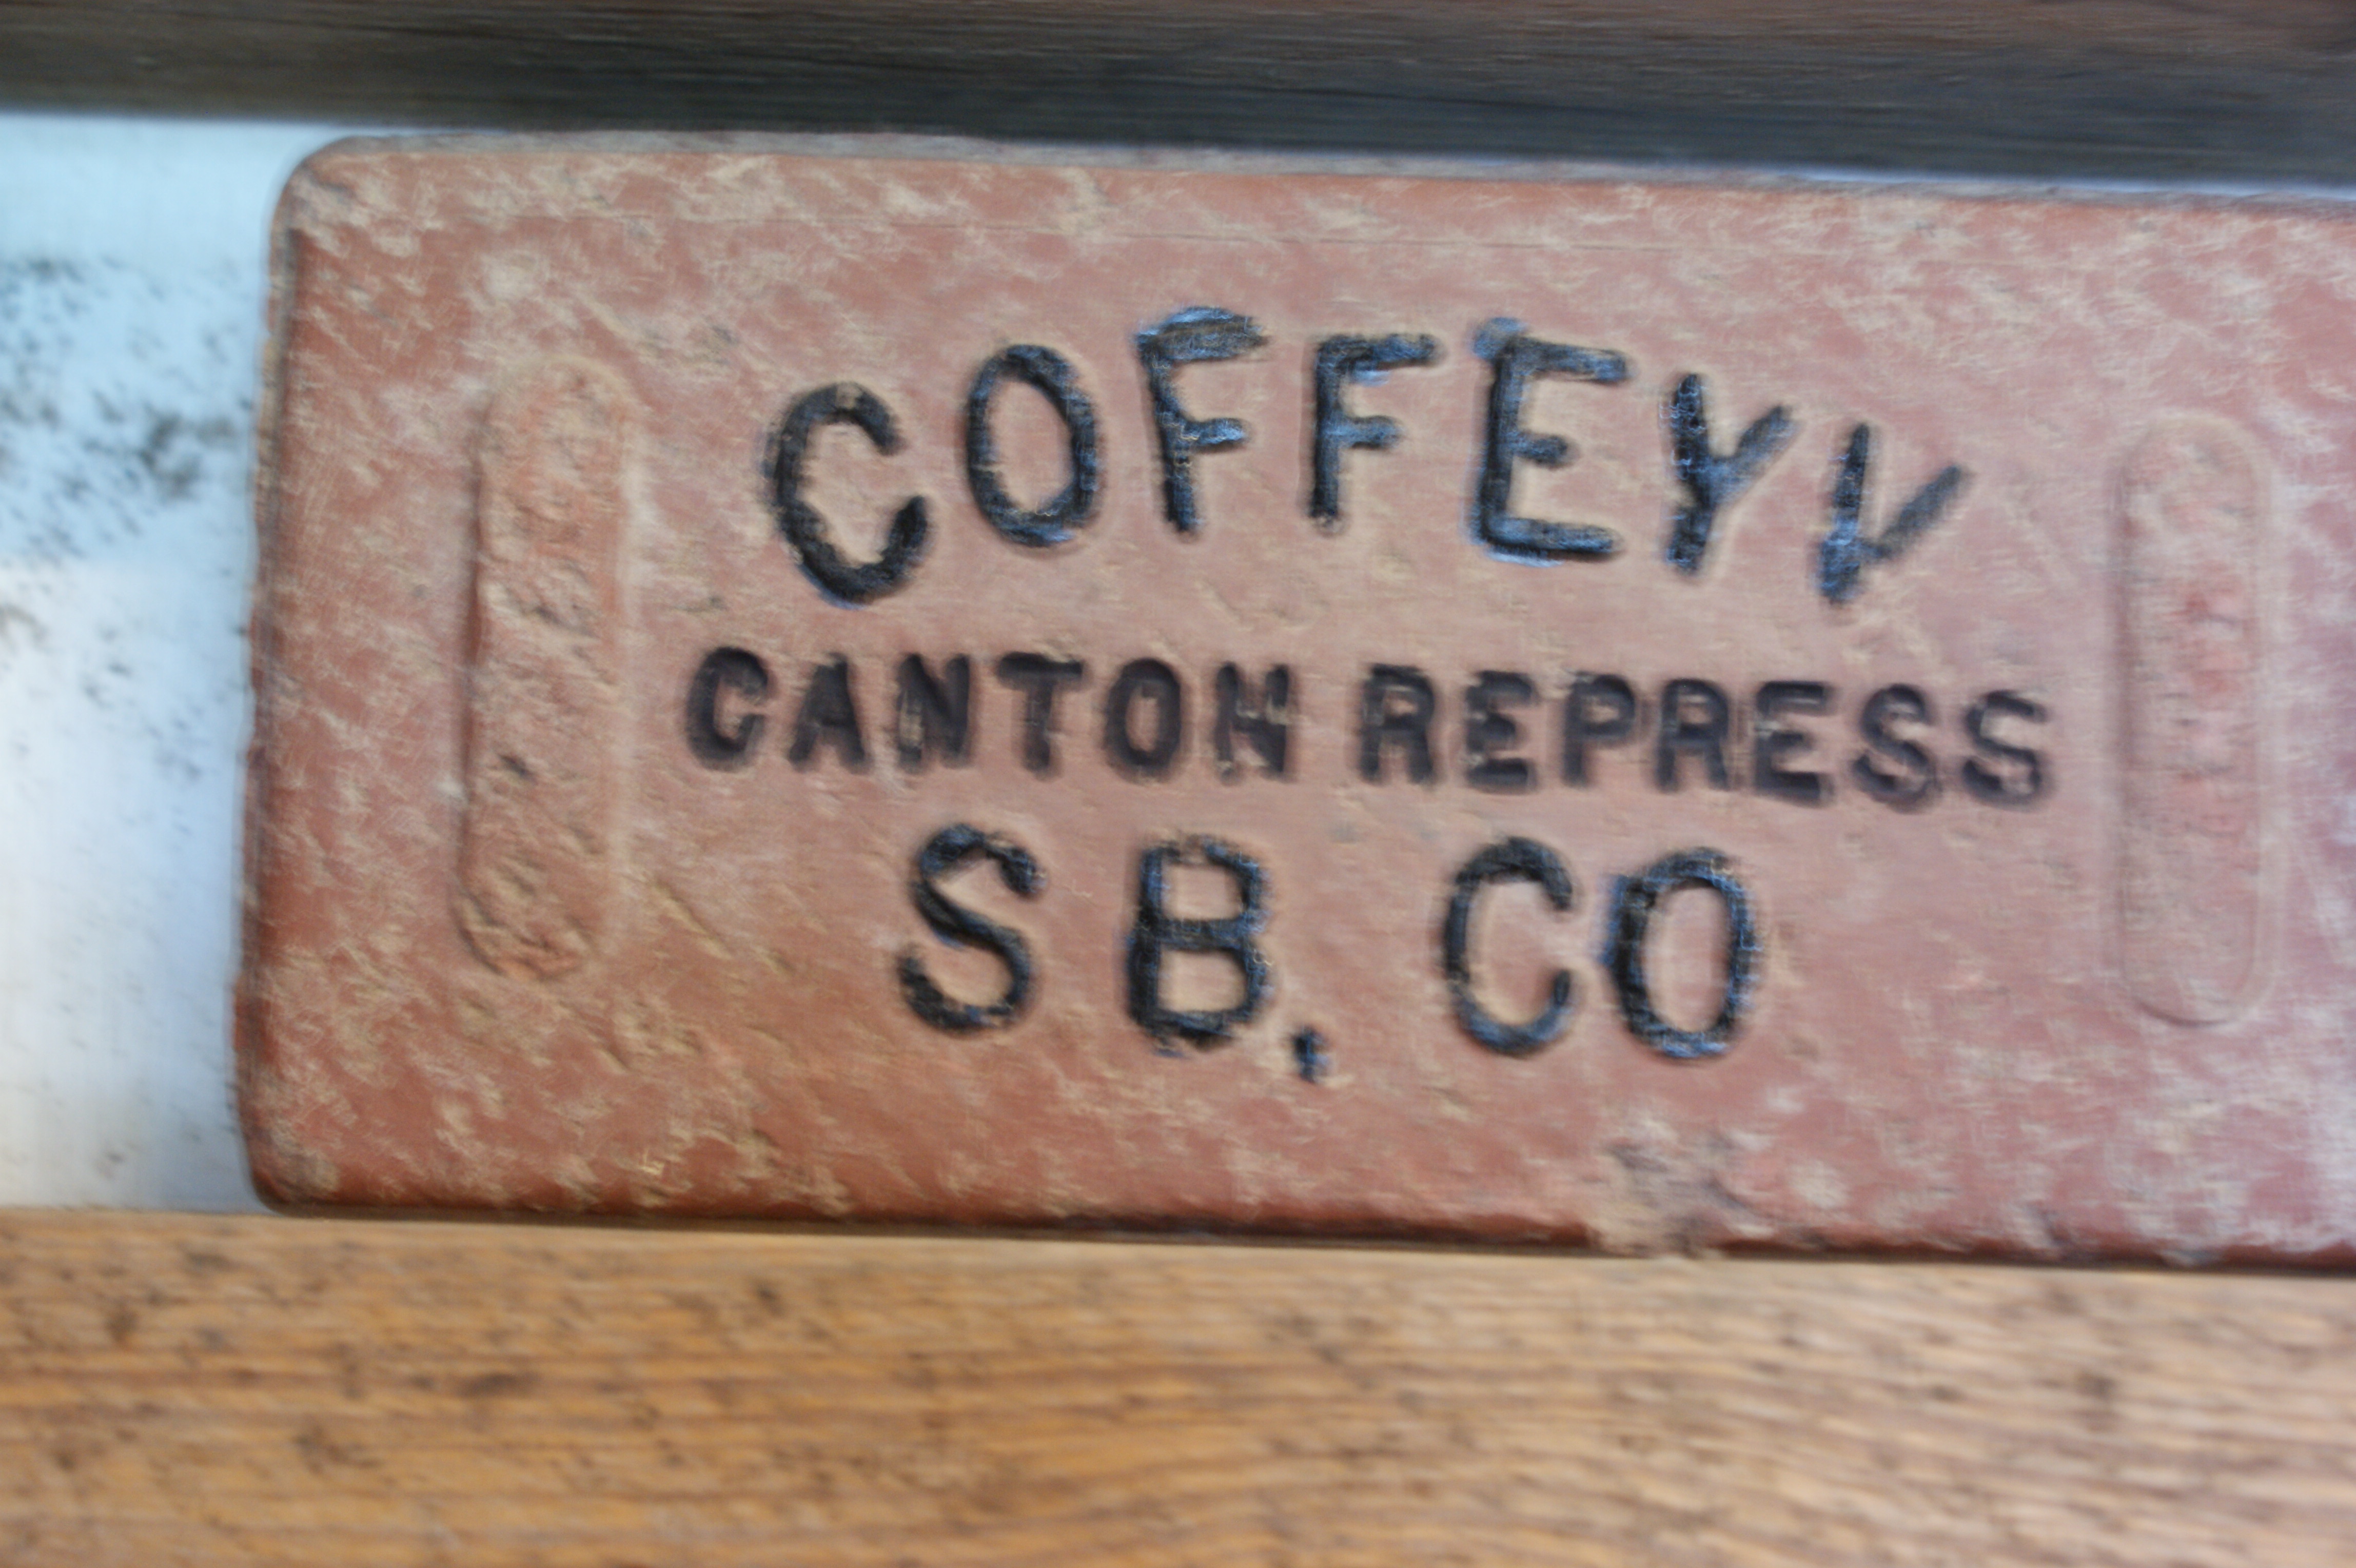 COFFEYV
CANTON REPRESS
S B, CO